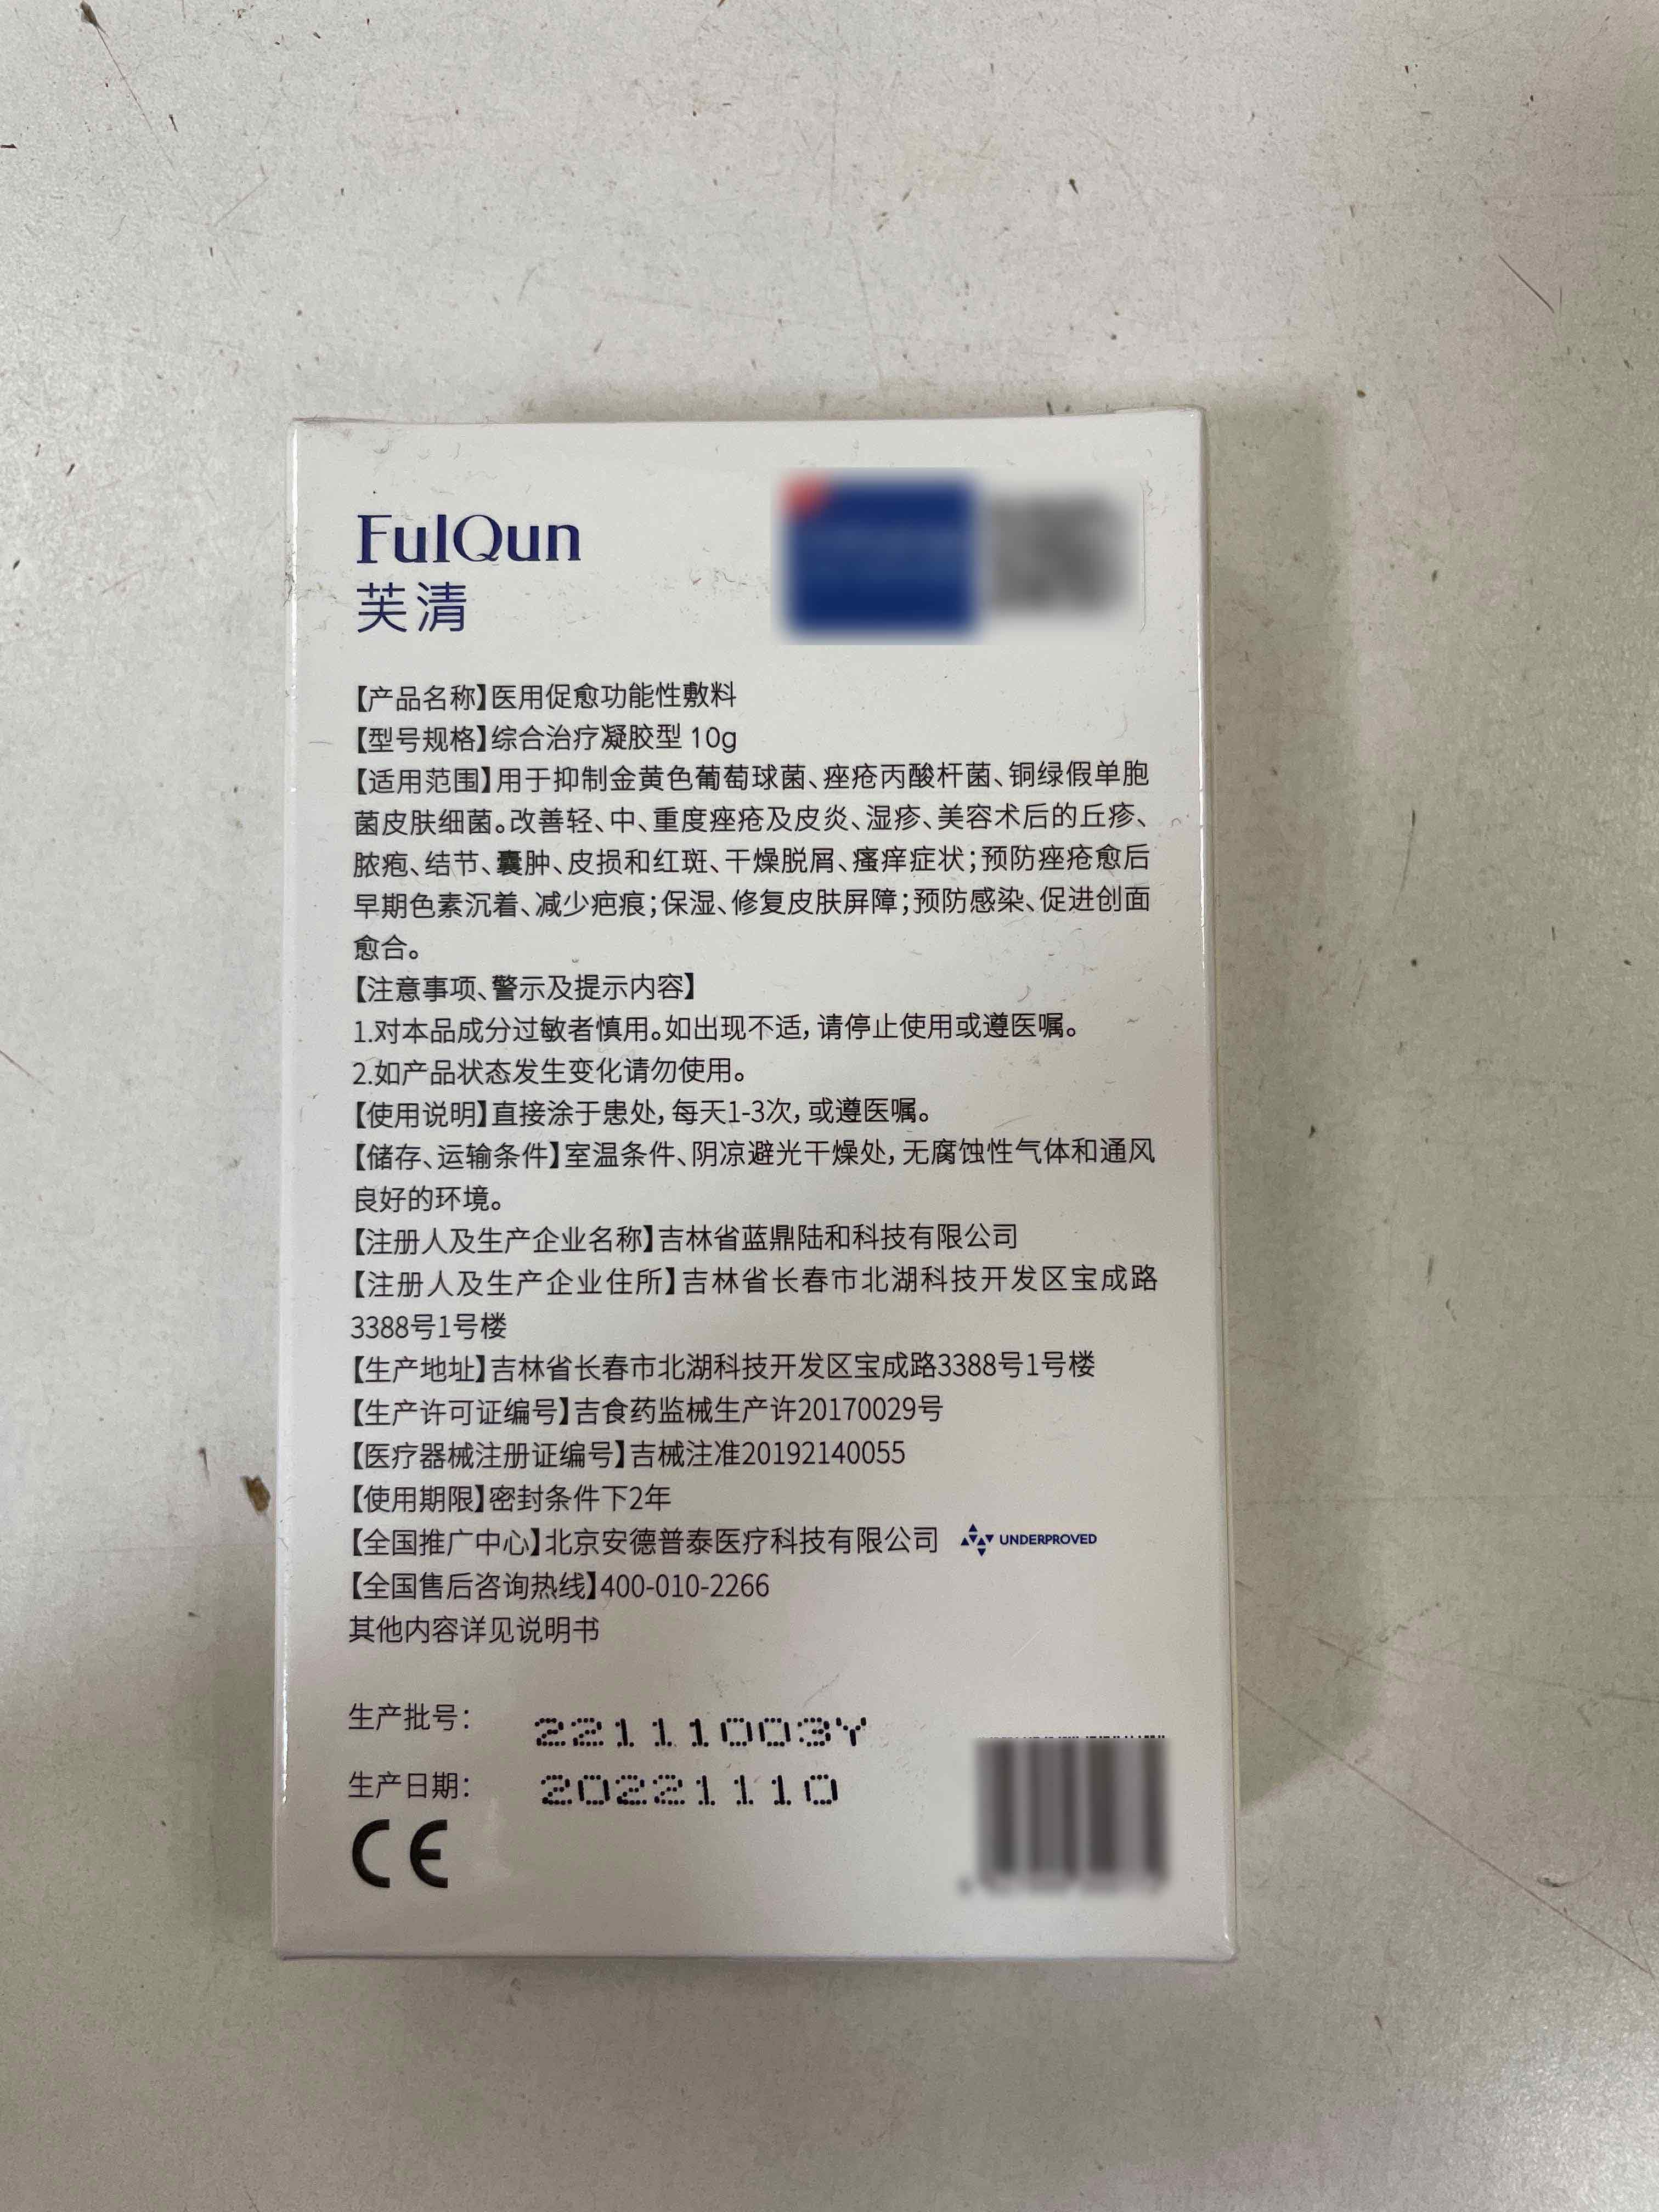 FulQun
芙清
【产品名称】医用促愈功能性敷料
【型号规格】综合治疗凝胶型 10g
【适用范围】用于抑制金黄色葡萄球菌、痤疮丙酸杆菌、铜绿假单胞
菌皮肤细菌。改善轻、中、重度痤疮及皮炎、湿疹、美容术后的丘疹、
脓疱、结节、囊肿、皮损和红斑、干燥脱屑、瘙痒症状；预防痤疮愈后
早期色素沉着、减少疤痕；保湿、修复皮肤屏障；预防感染、促进创面
愈合。
【注意事项、警示及提示内容】
1.对本品成分过敏者慎用。如出现不适，请停止使用或遵医嘱。
2.如产品状态发生变化请勿使用。
【使用说明】直接涂于患处，每天1-3次，或遵医嘱。
【储存、运输条件】室温条件、阴凉避光干燥处，无腐蚀性气体和通风
良好的环境。
【注册人及生产企业名称】吉林省蓝鼎陆和科技有限公司
【注册人及生产企业住所】吉林省长春市北湖科技开发区宝成路
3388号1号楼
【生产地址】吉林省长春市北湖科技开发区宝成路3388号1号楼
【生产许可证编号】吉食药监械生产许20170029号
【医疗器械注册证编号】吉械注准20192140055
【使用期限】密封条件下2年
【全国推广中心】北京安德普泰医疗科技有限公司 UNDERPROVED
【全国售后咨询热线】400-010-2266
其他内容详见说明书
生产批号： 221111003Y
生产日期： 20221110
CE